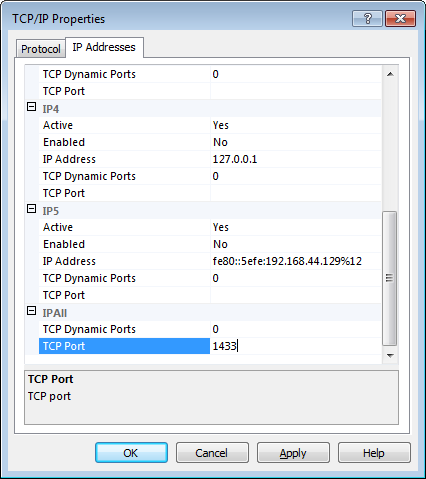 TCP/IP Properties
Protocol
IP Addresses
TCP Dynamic Ports 0
TCP Port
IP4
Active Yes
Enabled No
IP Address 127.0.0.1
TCP Dynamic Ports 0
TCP Port
IP5
Active Yes
Enabled No
IP Address fe80::5efe:192.168.44.129%12
TCP Dynamic Ports 0
TCP Port
IPAll
TCP Dynamic Ports 0
TCP Port 1433
TCP Port
TCP port
OK Cancel Apply Help